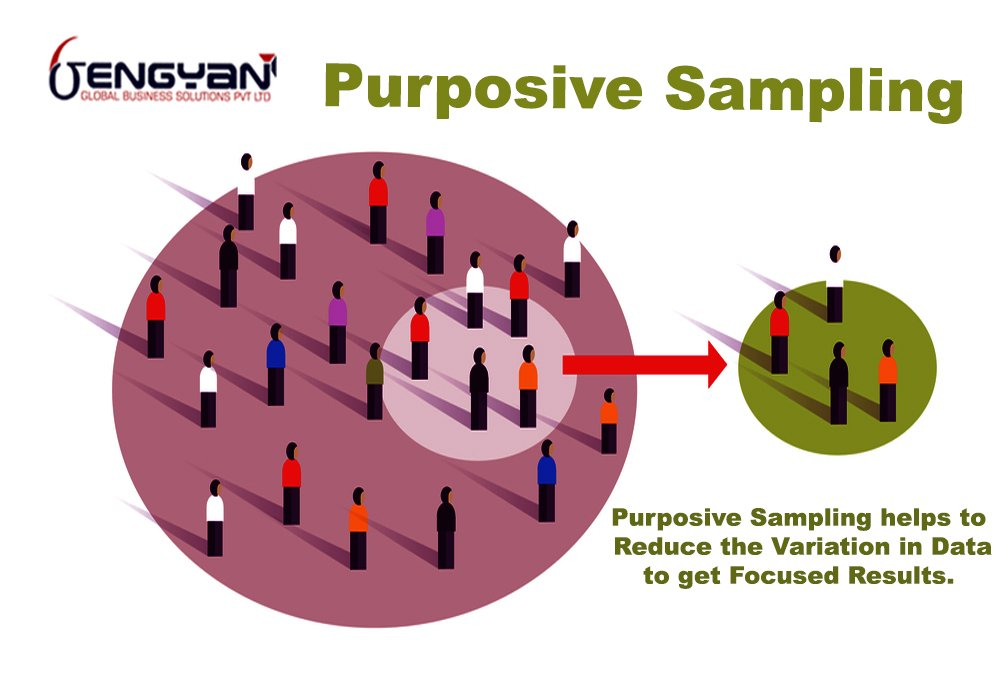 JENGYAN
GLOBAL BUSINESS SOLUTIONS PVT LTD
Purposive Sampling
Purposive Sampling helps to
Reduce the Variation in Data
to get Focused Results.